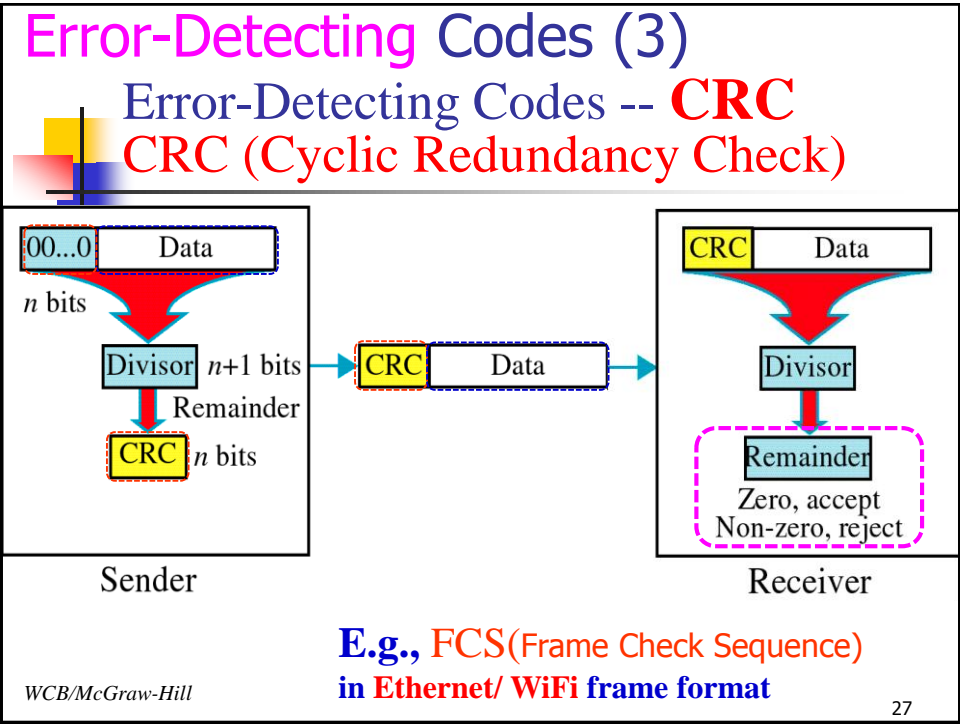 Error-Detecting Codes (3)
Error-Detecting Codes -- CRC
CRC (Cyclic Redundancy Check)
00...0 Data
n bits
Divisor n+1 bits
Remainder
CRC n bits
Sender
CRC Data
CRC Data
Divisor
Remainder
Zero, accept
Non-zero, reject
Receiver
E.g., FCS(Frame Check Sequence)
in Ethernet/ WiFi frame format
WCB/McGraw-Hill
27